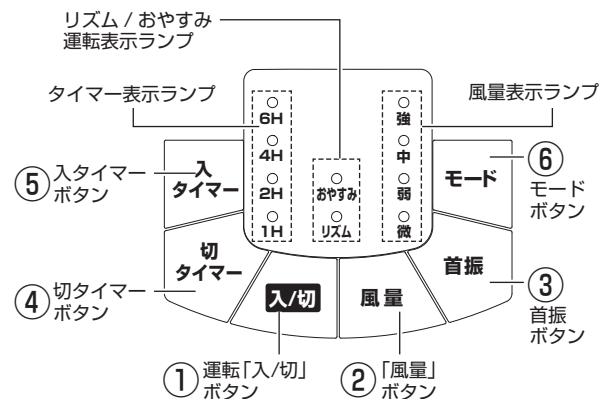 リズム / おやすみ
運転表示ランプ
タイマー表示ランプ
風量表示ランプ
6H
4H
2H
1H
おやすみ
リズム
強
中
弱
微
入
タイマー
切
タイマー
入/切
風量
首振
モード
⑤ 入タイマー
ボタン
⑥
モード
ボタン
④ 切タイマー
ボタン
③
首振
ボタン
① 運転「入/切」
ボタン
② 「風量」
ボタン